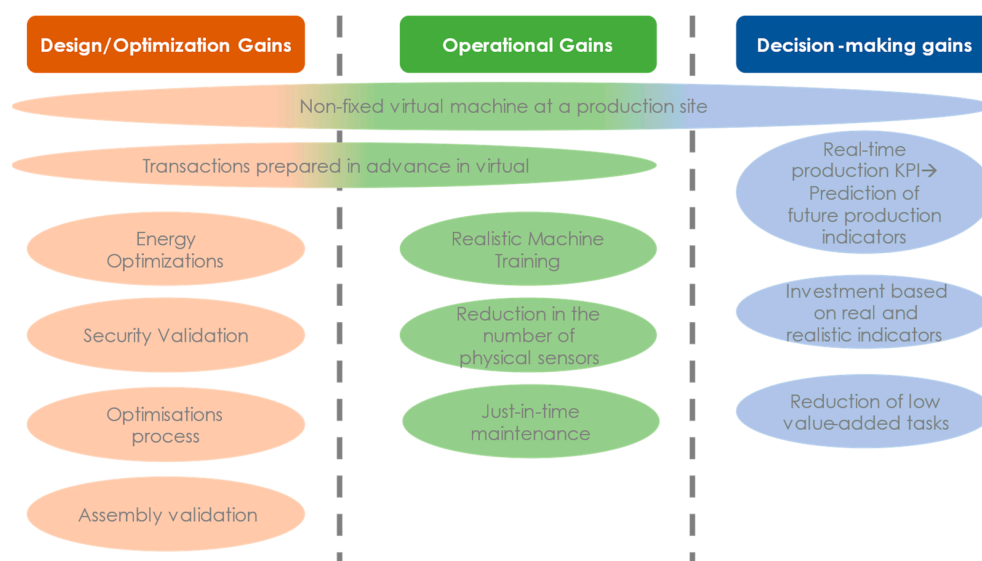 Design/Optimization Gains
Operational Gains
Decision-making gains
Non-fixed virtual machine at a production site
Transactions prepared in advance in virtual
Energy
Optimizations
Security Validation
Optimisations
process
Assembly validation
Realistic Machine
Training
Reduction in the
number of
physical sensors
Just-in-time
maintenance
Real-time
production KPI→
Prediction of
future production
indicators
Investment based
on real and
realistic indicators
Reduction of low
value-added tasks